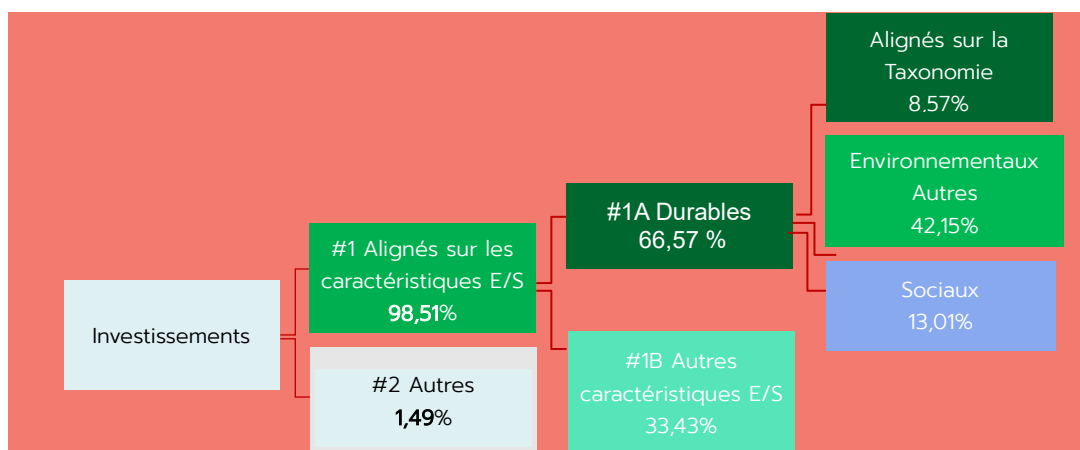 Investissements
#1 Alignés sur les
caractéristiques E/S
98,51%
#2 Autres
1,49%
#1A Durables
66,57 %
#1B Autres
caractéristiques E/S
33,43%
Alignés sur la
Taxonomie
8,57%
Environnementaux
Autres
42,15%
Sociaux
13,01%